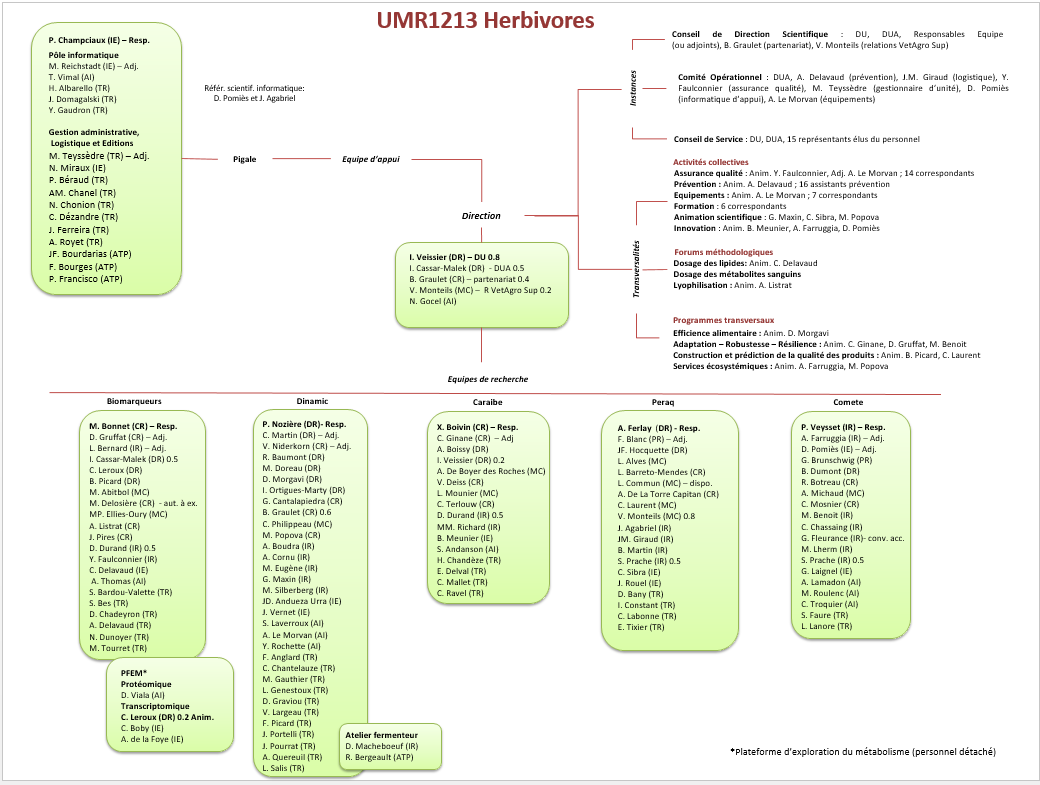 UMR1213 Herbivores
P. Champciaux (IE) – Resp.
Pôle informatique
M. Reichstadt (IE) – Adj.
T. Vimal (AI)
H. Albarello (TR)
J. Domagalski (TR)
Y. Gaudron (TR)
Gestion administrative,
Logistique et Editions
M. Teyssèdre (TR) – Adj.
N. Miraux (IE)
P. Béraud (TR)
AM. Chanel (TR)
N. Chonion (TR)
C. Dézandre (TR)
J. Ferreira (TR)
A. Royet (TR)
JF. Bourdarias (ATP)
F. Bourges (ATP)
P. Francisco (ATP)
Référ. scientif. informatique:
D. Pomiès et J. Agabriel
Pigale
Equipe d'appui
Direction
I. Veissier (DR) – DU 0.8
I. Cassar-Malek (DR) - DUA 0.5
B. Graulet (CR) – partenariat 0.4
V. Monteils (MC) – R VetAgro Sup 0.2
N. Gocel (AI)
Instances
Conseil de Direction Scientifique : DU, DUA, Responsables Equipe
(ou adjoints), B. Graulet (partenariat), V. Monteils (relations VetAgro Sup)
Comité Opérationnel : DUA, A. Delavaud (prévention), J.M. Giraud (logistique), Y.
Faulconnier (assurance qualité), M. Teyssèdre (gestionnaire d'unité), D. Pomiès
(informatique d'appui), A. Le Morvan (équipements)
Conseil de Service : DU, DUA, 15 représentants élus du personnel
Transversalités
Activités collectives
Assurance qualité : Anim. Y. Faulconnier, Adj. A. Le Morvan ; 14 correspondants
Prévention : Anim. A. Delavaud ; 16 assistants prévention
Equipements : Anim. A. Le Morvan ; 7 correspondants
Formation : 6 correspondants
Animation scientifique : G. Maxin, C. Sibra, M. Popova
Innovation : Anim. B. Meunier, A. Farruggia, D. Pomiès
Forums méthodologiques
Dosage des lipides: Anim. C. Delavaud
Dosage des métabolites sanguins
Lyophilisation : Anim. A. Listrat
Programmes transversaux
Efficience alimentaire : Anim. D. Morgavi
Adaptation – Robustesse – Résilience : Anim. C. Ginane, D. Gruffat, M. Benoit
Construction et prédiction de la qualité des produits : Anim. B. Picard, C. Laurent
Services écosystémiques : Anim. A. Farruggia, M. Popova
Equipes de recherche
Biomarqueurs
M. Bonnet (CR) – Resp.
D. Gruffat (CR) – Adj.
L. Bernard (IR) – Adj.
I. Cassar-Malek (DR) 0.5
C. Leroux (DR)
B. Picard (DR)
M. Abitbol (MC)
M. Delosière (CR) - aut. à ex.
MP. Ellies-Oury (MC)
A. Listrat (CR)
J. Pires (CR)
D. Durand (IR) 0.5
Y. Faulconnier (IR)
C. Delavaud (IE)
A. Thomas (AI)
S. Bardou-Valette (TR)
S. Bes (TR)
D. Chadeyron (TR)
A. Delavaud (TR)
N. Dunoyer (TR)
M. Tourret (TR)
PFEM*
Protéomique
D. Viala (AI)
Transcriptomique
C. Leroux (DR) 0.2 Anim.
C. Boby (IE)
A. de la Foye (IE)
Dinamic
P. Nozière (DR)- Resp.
C. Martin (DR) – Adj.
V. Niderkorn (CR) – Adj.
R. Baumont (DR)
M. Doreau (DR)
D. Morgavi (DR)
I. Ortigues-Marty (DR)
G. Cantalapiedra (CR)
B. Graulet (CR) 0.6
C. Philippeau (MC)
M. Popova (CR)
A. Boudra (IR)
A. Cornu (IR)
M. Eugène (IR)
G. Maxin (IR)
M. Silberberg (IR)
JD. Andueza Urra (IE)
J. Vernet (IE)
S. Laverroux (AI)
A. Le Morvan (AI)
Y. Rochette (AI)
F. Anglard (TR)
C. Chantelauze (TR)
M. Gauthier (TR)
L. Genestoux (TR)
D. Graviou (TR)
V. Largeau (TR)
F. Picard (TR)
J. Portelli (TR)
J. Pourrat (TR)
A. Quereuil (TR)
L. Salis (TR)
Atelier fermenteur
D. Macheboeuf (IR)
R. Bergeault (ATP)
Caraibe
X. Boivin (CR) – Resp.
C. Ginane (CR) – Adj
A. Boissy (DR)
I. Veissier (DR) 0.2
A. De Boyer des Roches (MC)
V. Deiss (CR)
L. Mounier (MC)
C. Terlouw (CR)
D. Durand (IR) 0.5
MM. Richard (IR)
B. Meunier (IE)
S. Andanson (AI)
H. Chandèze (TR)
E. Delval (TR)
C. Mallet (TR)
C. Ravel (TR)
Peraq
A. Ferlay (DR) - Resp.
F. Blanc (PR) – Adj.
JF. Hocquette (DR)
L. Alves (MC)
L. Barreto-Mendes (CR)
L. Commun (MC) – dispo.
A. De La Torre Capitan (CR)
C. Laurent (MC)
V. Monteils (MC) 0.8
J. Agabriel (IR)
JM. Giraud (IR)
B. Martin (IR)
S. Prache (IR) 0.5
C. Sibra (IE)
J. Rouel (IE)
D. Bany (TR)
I. Constant (TR)
C. Labonne (TR)
E. Tixier (TR)
Comete
P. Veysset (IR) – Resp.
A. Farruggia (IR) – Adj.
D. Pomiès (IE) – Adj.
G. Brunschwig (PR)
B. Dumont (DR)
R. Botreau (CR)
A. Michaud (MC)
C. Mosnier (CR)
M. Benoit (IR)
C. Chassaing (IR)
G. Fleurance (IR)- conv. acc.
M. Lherm (IR)
S. Prache (IR) 0.5
G. Laignel (IE)
A. Lamadon (AI)
M. Roulenc (AI)
C. Troquier (AI)
S. Faure (TR)
L. Lanore (TR)
*Plateforme d'exploration du métabolisme (personnel détaché)